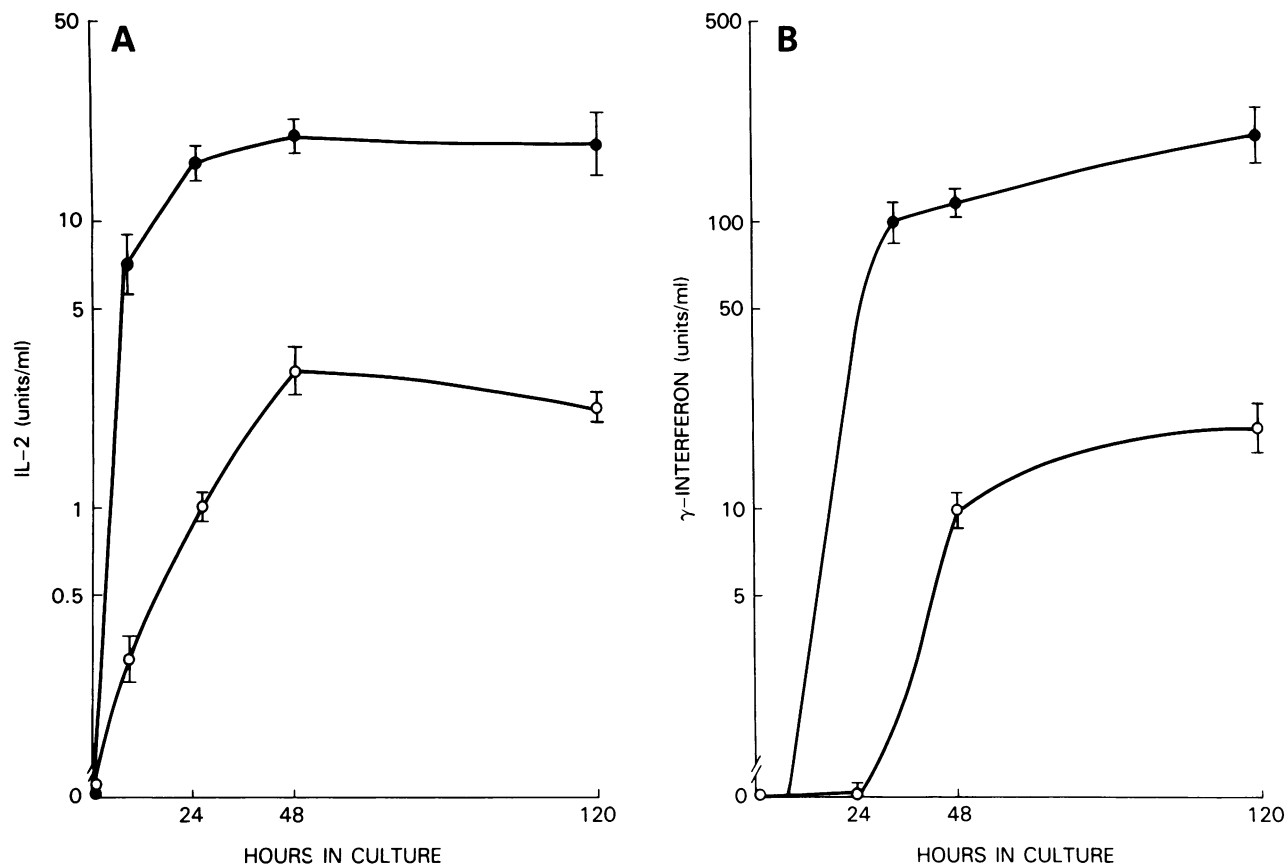 A
50
10
5
1
0.5
0
IL-2 (units/ml)
24 48 120
HOURS IN CULTURE
B
500
100
50
10
5
0
γ-INTERFERON (units/ml)
24 48 120
HOURS IN CULTURE